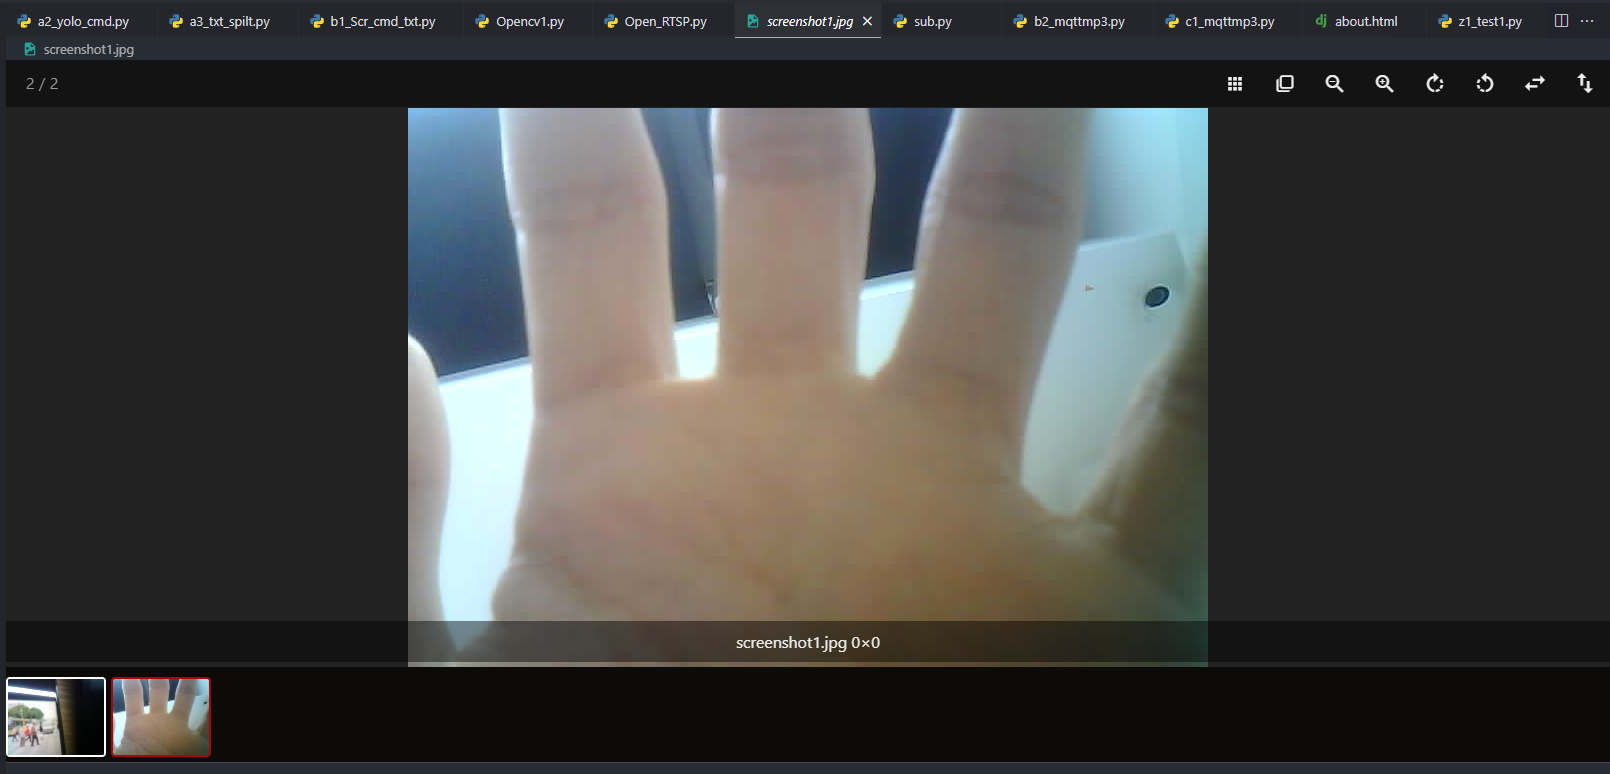 a2_yolo_cmd.py a3_txt_spilt.py b1_Scr_cmd_txt.py Opencv1.py Open_RTSP.py screenshot1.jpg sub.py b2_mqttmp3.py c1_mqttmp3.py dj about.html z1_test1.py
screenshot1.jpg
2 / 2
screenshot1.jpg 0×0